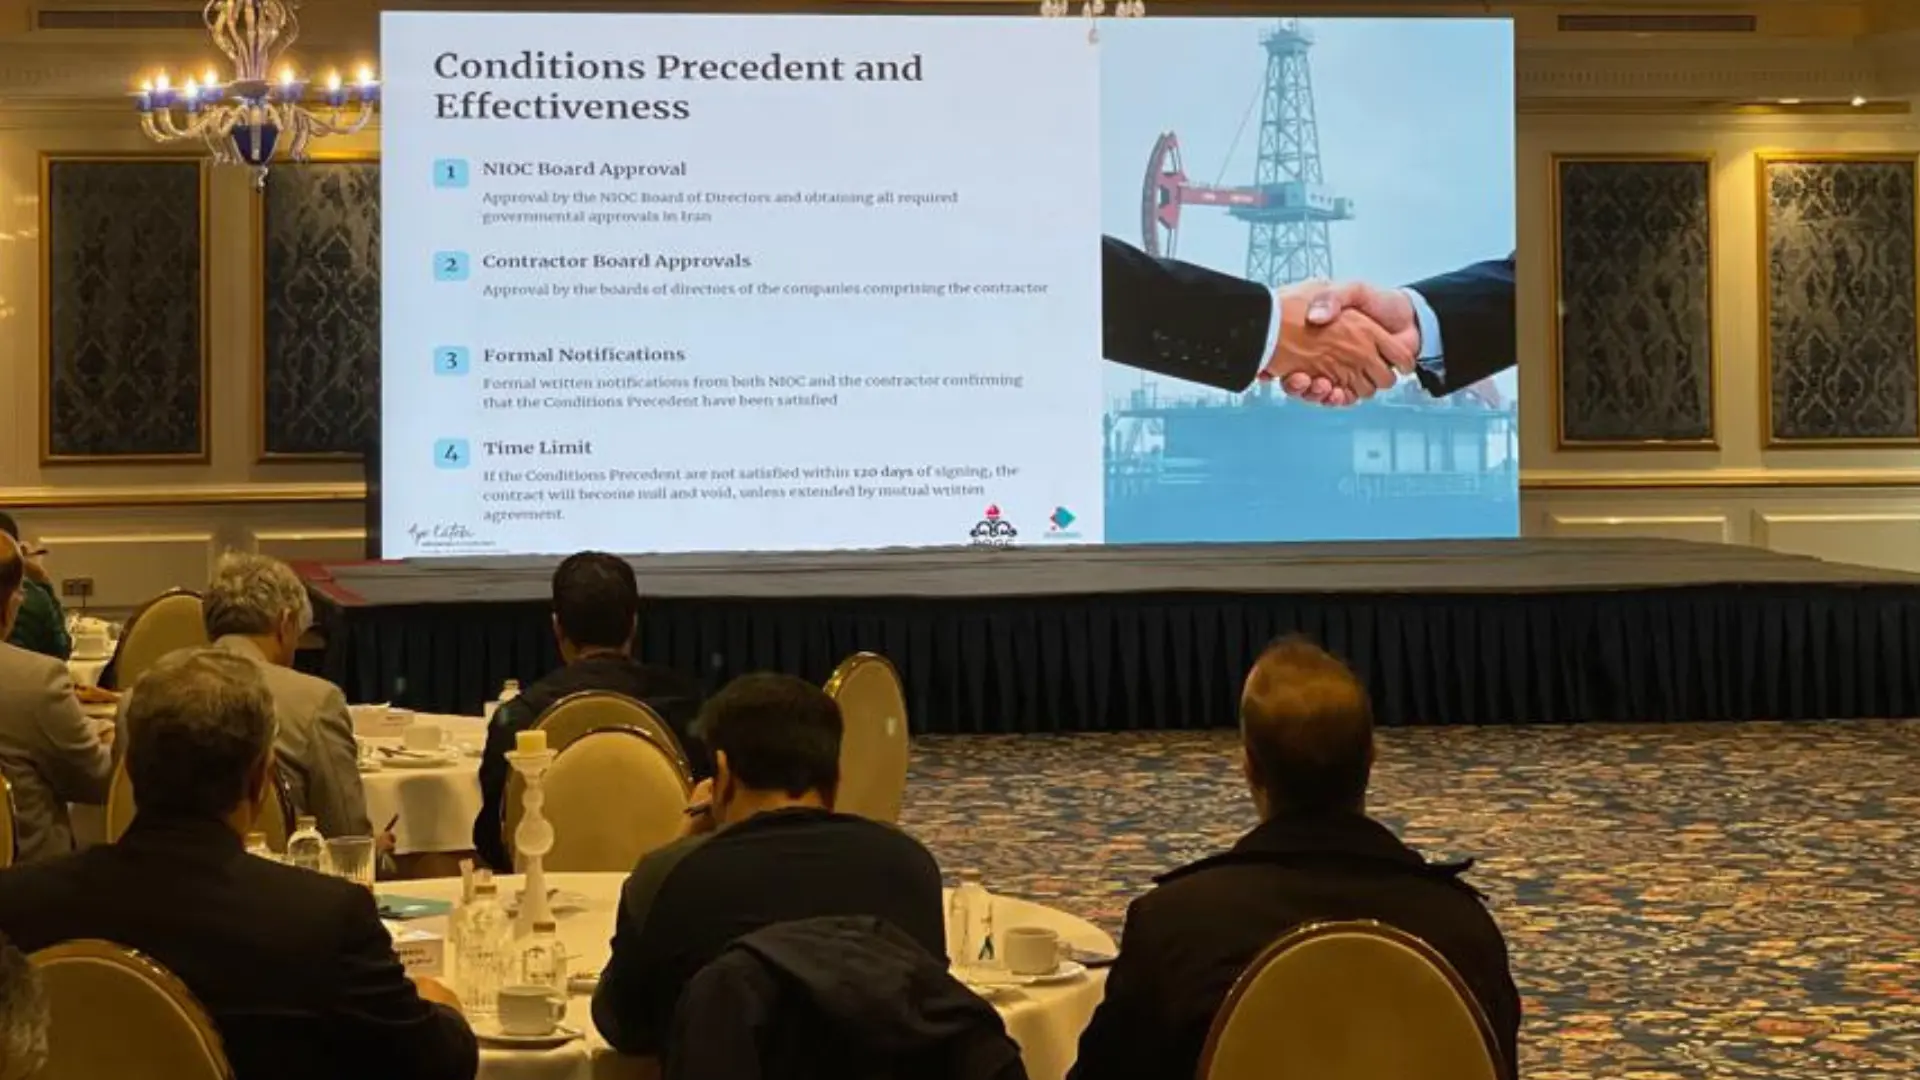 Conditions Precedent and
Effectiveness
1 NIOC Board Approval
Approval by the NIOC Board of Directors and obtaining all required
governmental approvals in Iran
2 Contractor Board Approvals
Approval by the boards of directors of the companies comprising the contractor
3 Formal Notifications
Formal written notifications from both NIOC and the contractor confirming
that the Conditions Precedent have been satisfied
4 Time Limit
If the Conditions Precedent are not satisfied within 120 days of signing, the
contract will become null and void, unless extended by mutual written
agreement.
POGC